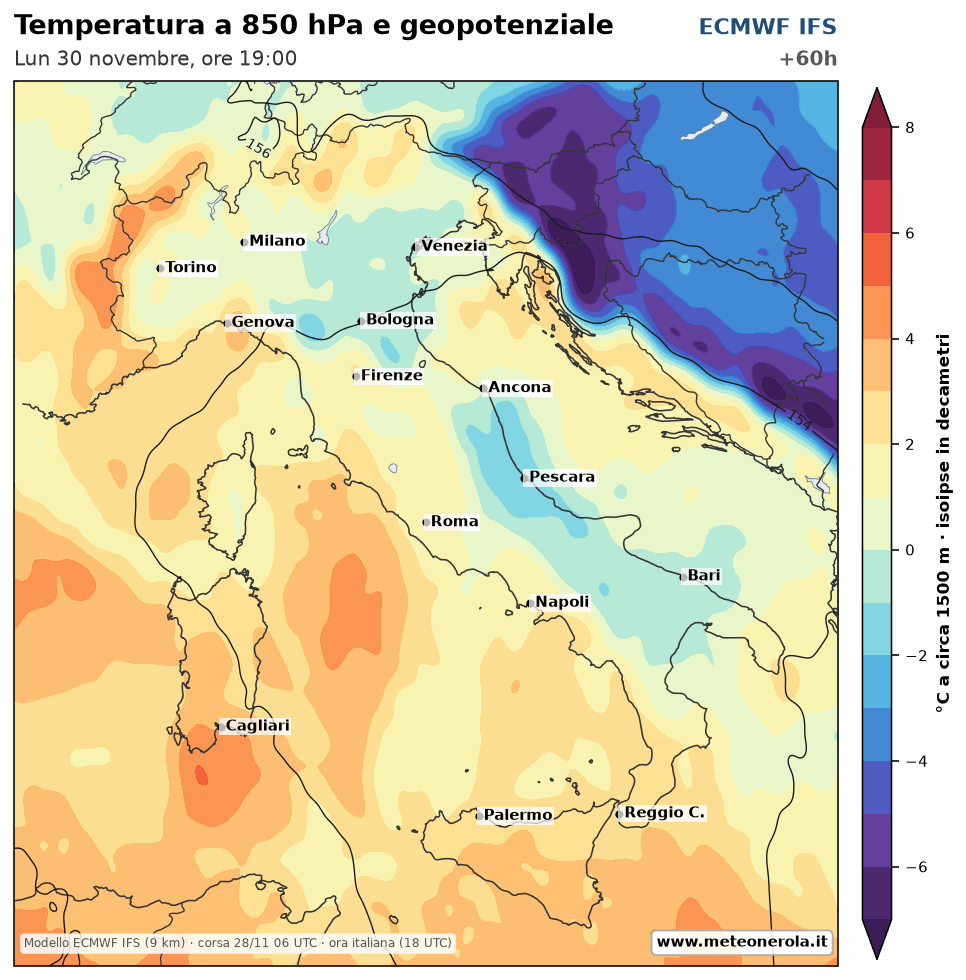 Temperatura a 850 hPa e geopotenziale
ECMWF IFS
Lun 30 novembre, ore 19:00
+60h
156
Milano
Venezia
Torino
Genova
Bologna
Firenze
Ancona
154
Pescara
Roma
Bari
Napoli
Cagliari
Palermo
Reggio C.
8
6
4
2
0
−2
−4
−6
°C a circa 1500 m · isoipse in decametri
Modello ECMWF IFS (9 km) · corsa 28/11 06 UTC · ora italiana (18 UTC)
www.meteonerola.it